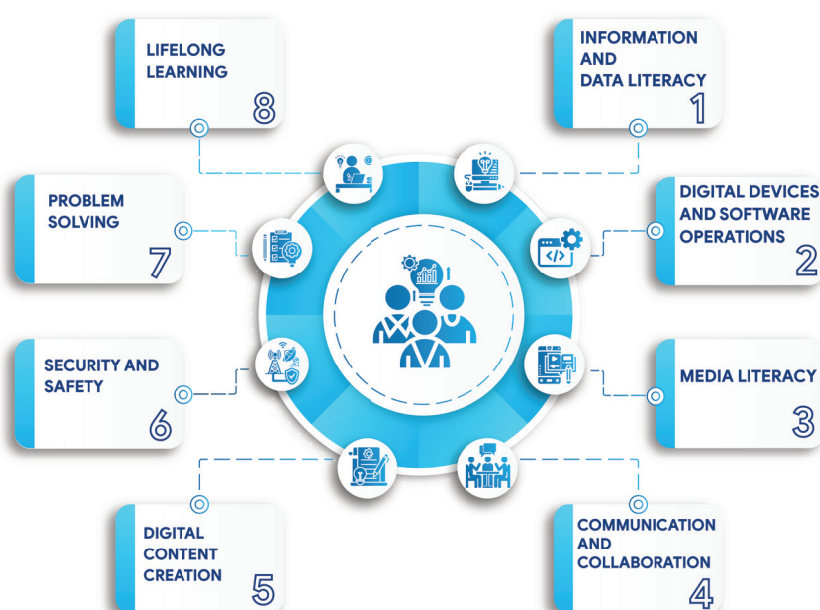 LIFELONG
LEARNING
8
INFORMATION
AND
DATA LITERACY
1
PROBLEM
SOLVING
7
DIGITAL DEVICES
AND SOFTWARE
OPERATIONS
2
SECURITY AND
SAFETY
6
MEDIA LITERACY
3
DIGITAL
CONTENT
CREATION
5
COMMUNICATION
AND
COLLABORATION
4